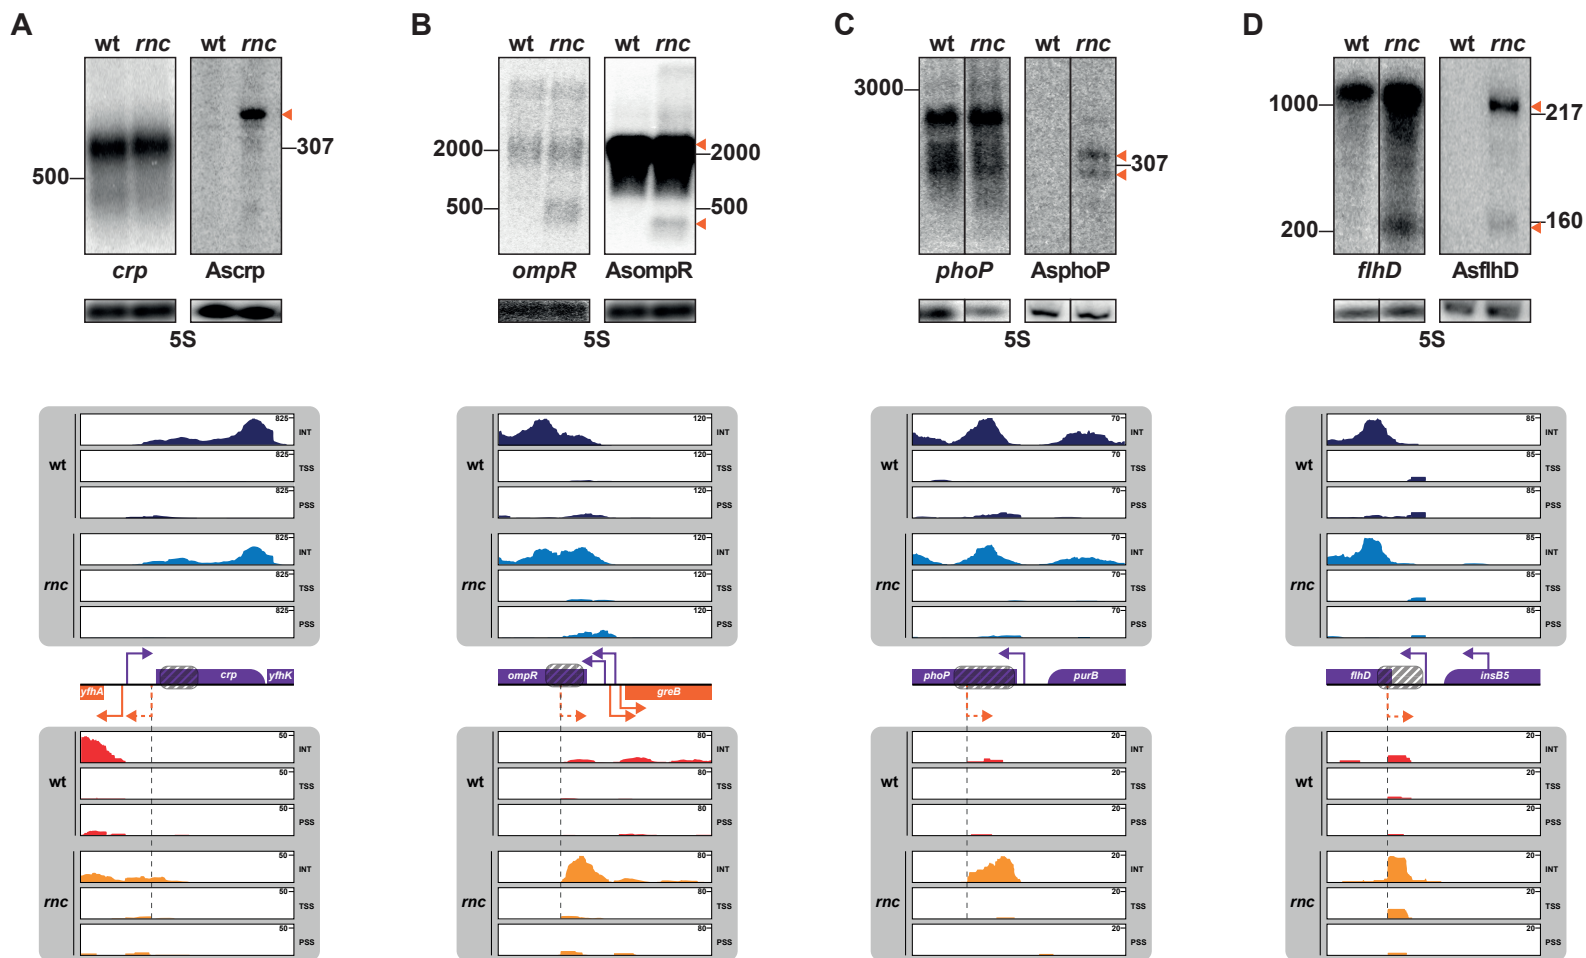 A
wt rnc wt rnc
307
500
crp Ascrp
5S
B
wt rnc wt rnc
2000 2000
500 500
ompR AsompR
5S
C
wt rnc wt rnc
3000
307
phoP AsphoP
5S
D
wt rnc wt rnc
1000 217
200 160
flhD AsflhD
5S
wt
825 INT
825 TSS
825 PSS
rnc
825 INT
825 TSS
825 PSS
yfhA crp yfhK
wt
50 INT
50 TSS
50 PSS
rnc
50 INT
50 TSS
50 PSS
wt
120 INT
120 TSS
120 PSS
rnc
120 INT
120 TSS
120 PSS
ompR greB
wt
80 INT
80 TSS
80 PSS
rnc
80 INT
80 TSS
80 PSS
wt
70 INT
70 TSS
70 PSS
rnc
70 INT
70 TSS
70 PSS
phoP purB
wt
20 INT
20 TSS
20 PSS
rnc
20 INT
20 TSS
20 PSS
wt
85 INT
85 TSS
85 PSS
rnc
85 INT
85 TSS
85 PSS
flhD insB5
wt
20 INT
20 TSS
20 PSS
rnc
20 INT
20 TSS
20 PSS